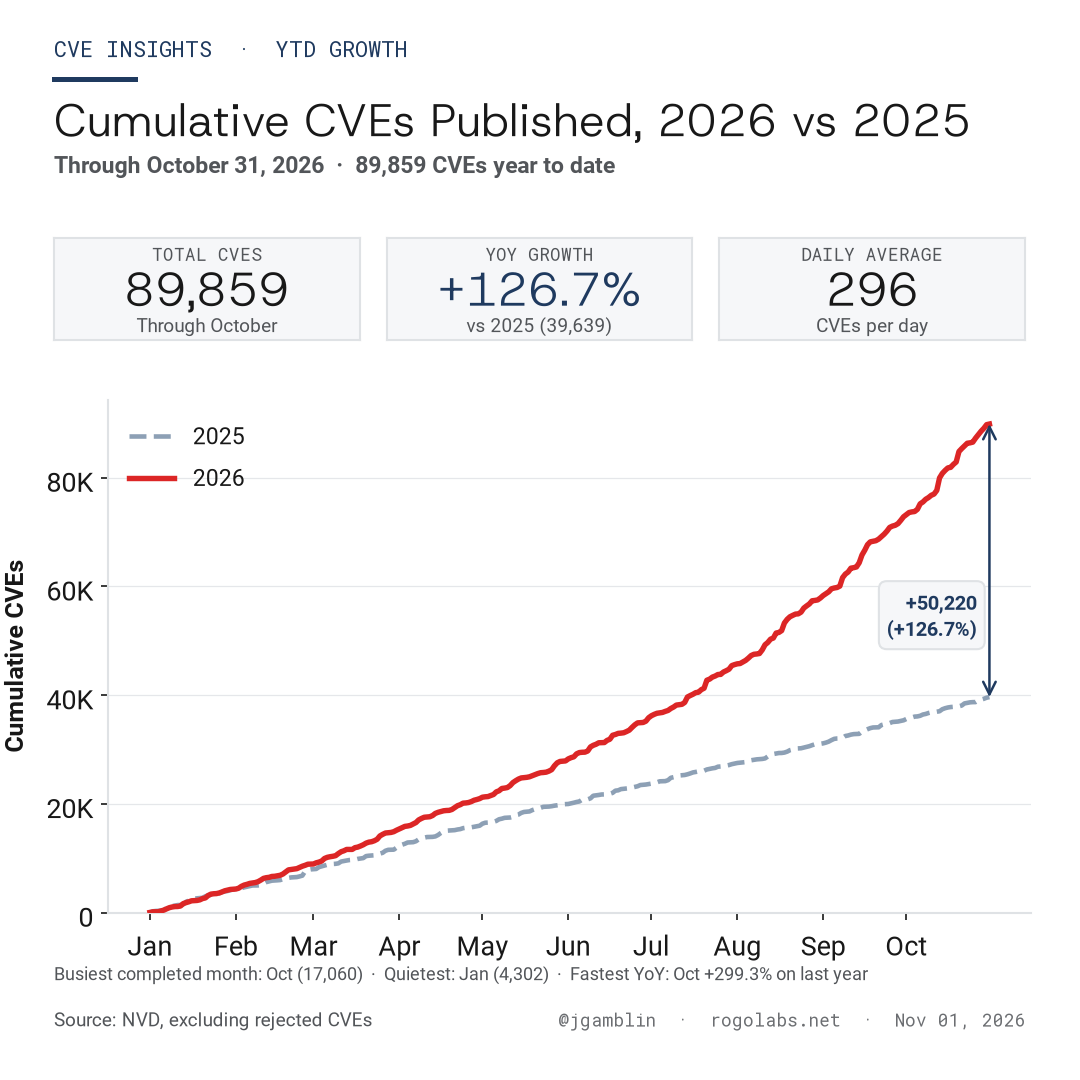 CVE INSIGHTS · YTD GROWTH
Cumulative CVEs Published, 2026 vs 2025
Through October 31, 2026 · 89,859 CVEs year to date
TOTAL CVES
89,859
Through October
YOY GROWTH
+126.7%
vs 2025 (39,639)
DAILY AVERAGE
296
CVEs per day
2025
2026
Cumulative CVEs
80K
60K
40K
20K
0
+50,220
(+126.7%)
Jan Feb Mar Apr May Jun Jul Aug Sep Oct
Busiest completed month: Oct (17,060) · Quietest: Jan (4,302) · Fastest YoY: Oct +299.3% on last year
Source: NVD, excluding rejected CVEs
@jgamblin · rogolabs.net · Nov 01, 2026